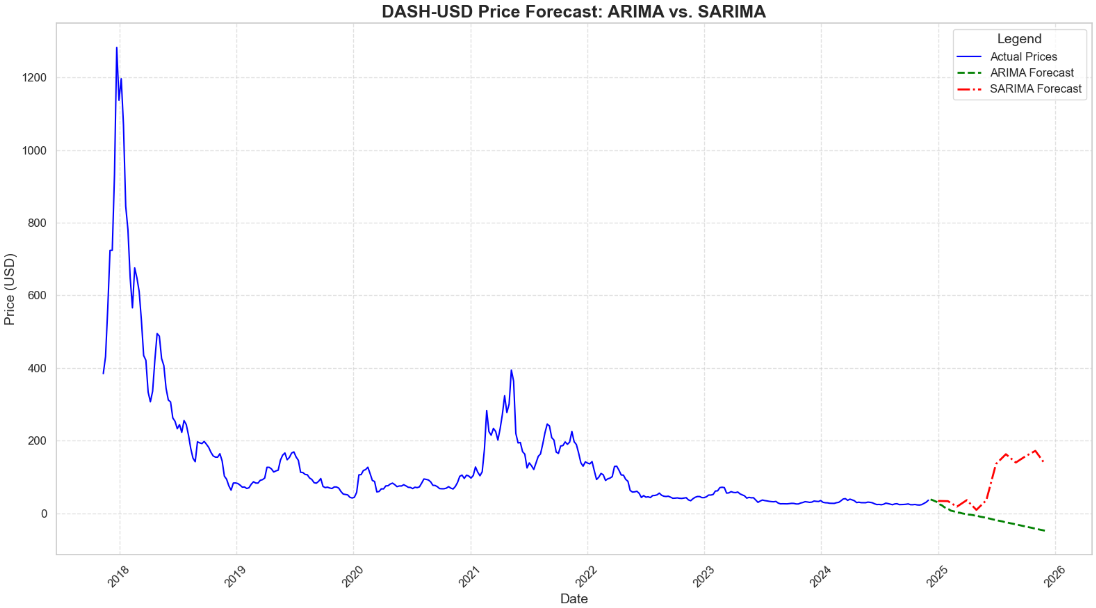 DASH-USD Price Forecast: ARIMA vs. SARIMA
Legend
Actual Prices
ARIMA Forecast
SARIMA Forecast
Price (USD)
1200
1000
800
600
400
200
0
2018
2019
2020
2021
2022
2023
2024
2025
2026
Date